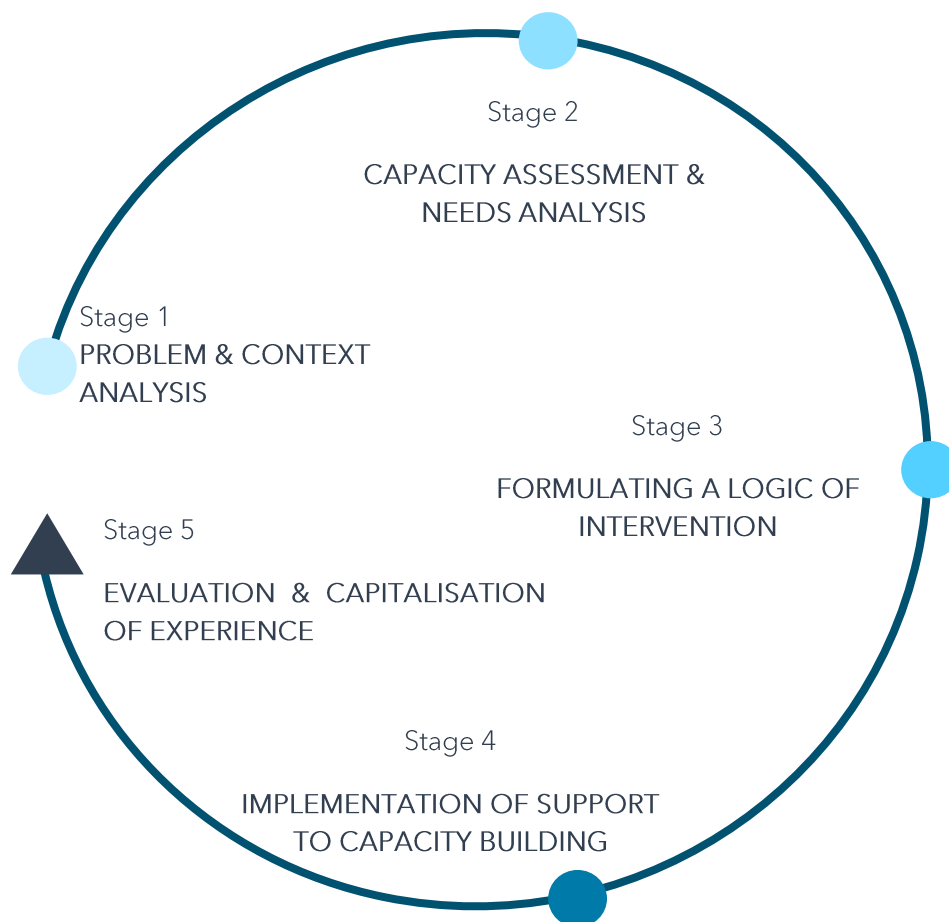 Stage 1
PROBLEM & CONTEXT
ANALYSIS
Stage 2
CAPACITY ASSESSMENT &
NEEDS ANALYSIS
Stage 3
FORMULATING A LOGIC OF
INTERVENTION
Stage 4
IMPLEMENTATION OF SUPPORT
TO CAPACITY BUILDING
Stage 5
EVALUATION & CAPITALISATION
OF EXPERIENCE